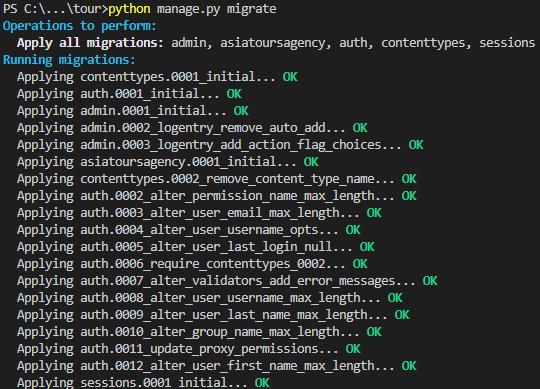 PS C:\...\tour>python manage.py migrate
Operations to perform:
  Apply all migrations: admin, asiatoursagency, auth, contenttypes, sessions
Running migrations:
  Applying contenttypes.0001_initial... OK
  Applying auth.0001_initial... OK
  Applying admin.0001_initial... OK
  Applying admin.0002_logentry_remove_auto_add... OK
  Applying admin.0003_logentry_add_action_flag_choices... OK
  Applying asiatoursagency.0001_initial... OK
  Applying contenttypes.0002_remove_content_type_name... OK
  Applying auth.0002_alter_permission_name_max_length... OK
  Applying auth.0003_alter_user_email_max_length... OK
  Applying auth.0004_alter_user_username_opts... OK
  Applying auth.0005_alter_user_last_login_null... OK
  Applying auth.0006_require_contenttypes_0002... OK
  Applying auth.0007_alter_validators_add_error_messages... OK
  Applying auth.0008_alter_user_username_max_length... OK
  Applying auth.0009_alter_user_last_name_max_length... OK
  Applying auth.0010_alter_group_name_max_length... OK
  Applying auth.0011_update_proxy_permissions... OK
  Applying auth.0012_alter_user_first_name_max_length... OK
  Applying sessions.0001_initial... OK